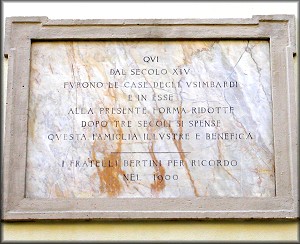 QVI
DAL SECOLO XIV
FVRONO LE CASE DEGLI VSIMBARDI
E IN ESSE
ALLA PRESENTE FORMA RIDOTTE
DOPO TRE SECOLI SI SPENSE
QVESTA FAMIGLIA ILLVSTRE E BENEFICA
I FRATELLI BERTINI PER RICORDO
NEL 1900